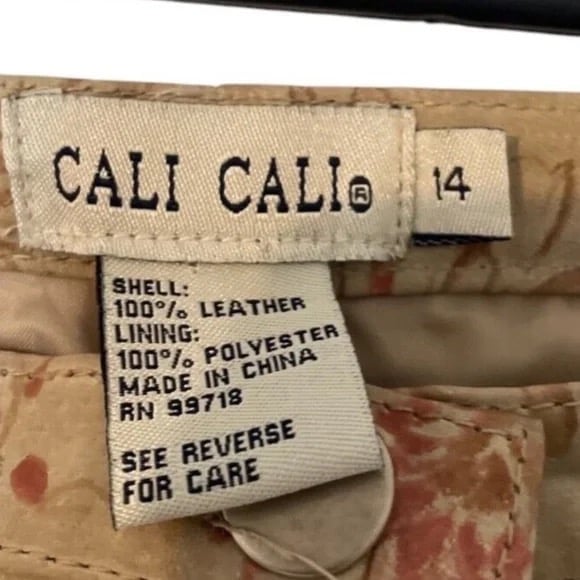 CALI CALI®
14
SHELL:
100% LEATHER
LINING:
100% POLYESTER
MADE IN CHINA
RN 99718
SEE REVERSE
FOR CARE